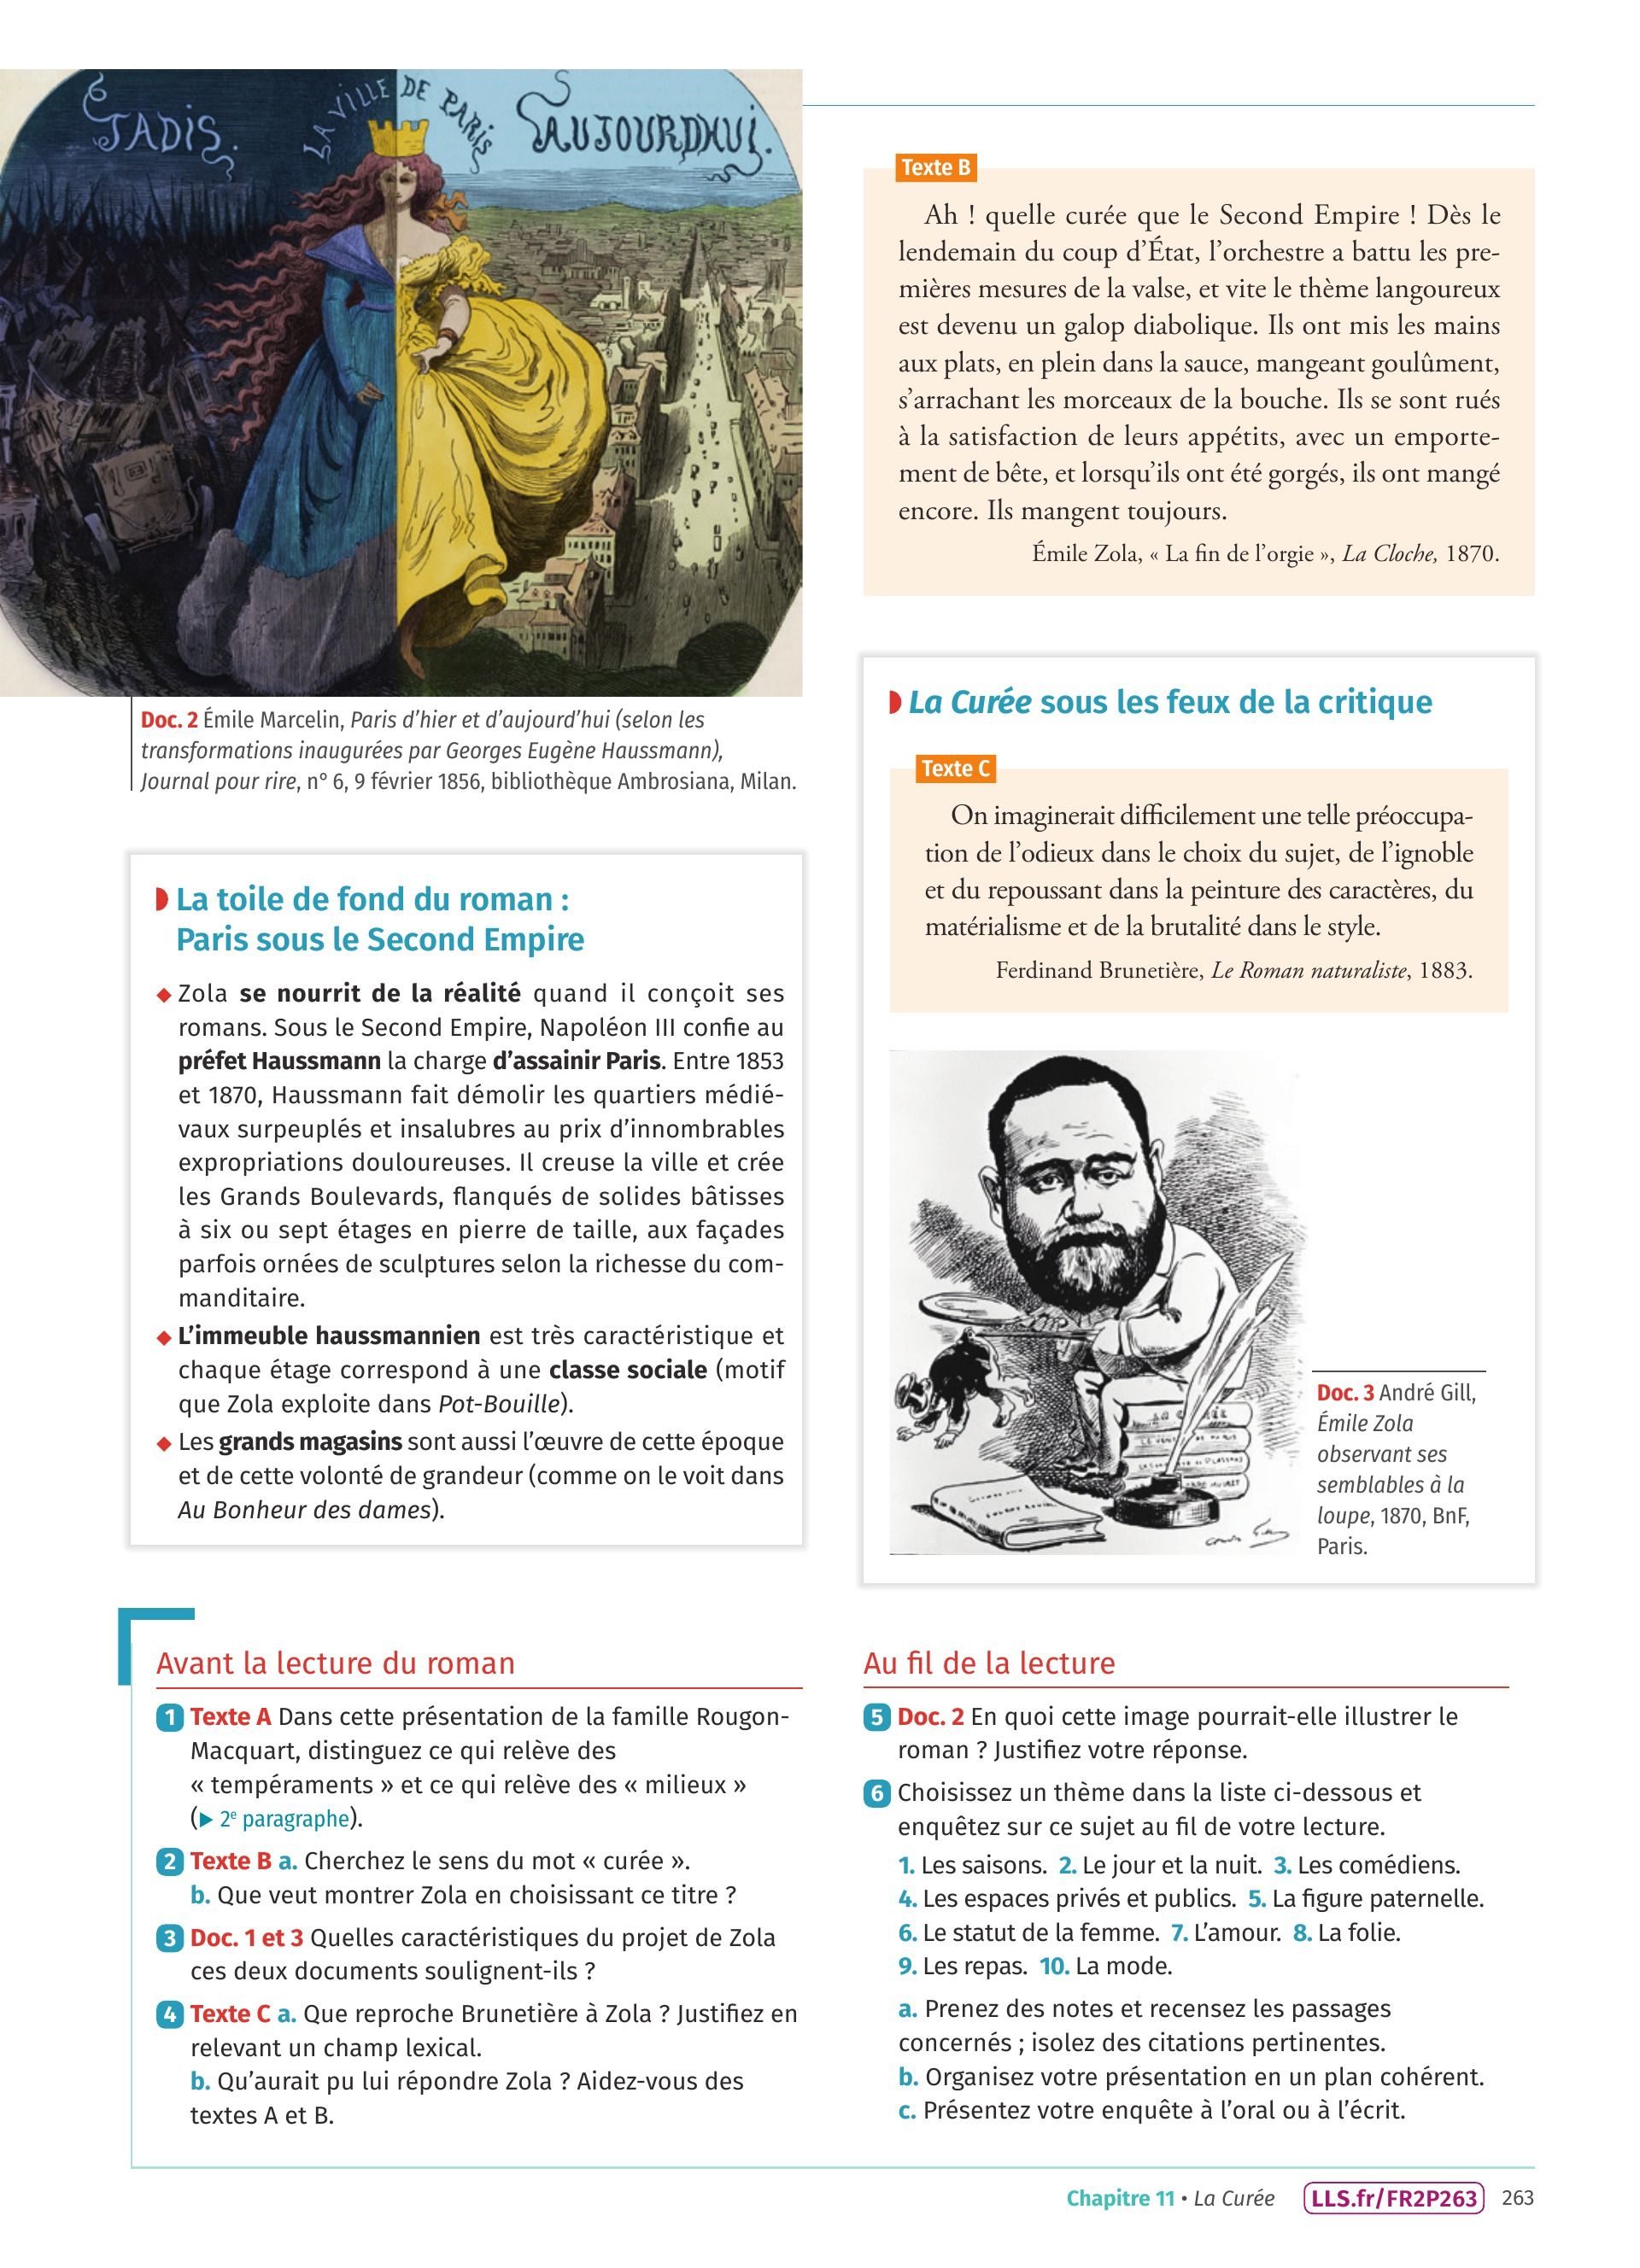 JADIS.
LA VILLE DE PARIS
AUJOURDHUI.
Doc. 2 Émile Marcelin, Paris d’hier et d’aujourd’hui (selon les
transformations inaugurées par Georges Eugène Haussmann),
Journal pour rire, n° 6, 9 février 1856, bibliothèque Ambrosiana, Milan.
La toile de fond du roman :
Paris sous le Second Empire
Zola se nourrit de la réalité quand il conçoit ses
romans. Sous le Second Empire, Napoléon III confie au
préfet Haussmann la charge d’assainir Paris. Entre 1853
et 1870, Haussmann fait démolir les quartiers médié-
vaux surpeuplés et insalubres au prix d’innombrables
expropriations douloureuses. Il creuse la ville et crée
les Grands Boulevards, flanqués de solides bâtisses
à six ou sept étages en pierre de taille, aux façades
parfois ornées de sculptures selon la richesse du com-
manditaire.
L’immeuble haussmannien est très caractéristique et
chaque étage correspond à une classe sociale (motif
que Zola exploite dans Pot-Bouille).
Les grands magasins sont aussi l’œuvre de cette époque
et de cette volonté de grandeur (comme on le voit dans
Au Bonheur des dames).
Texte B
Ah ! quelle curée que le Second Empire ! Dès le
lendemain du coup d’État, l’orchestre a battu les pre-
mières mesures de la valse, et vite le thème langoureux
est devenu un galop diabolique. Ils ont mis les mains
aux plats, en plein dans la sauce, mangeant goulûment,
s’arrachant les morceaux de la bouche. Ils se sont rués
à la satisfaction de leurs appétits, avec un emporte-
ment de bête, et lorsqu’ils ont été gorgés, ils ont mangé
encore. Ils mangent toujours.
Émile Zola, « La fin de l’orgie », La Cloche, 1870.
La Curée sous les feux de la critique
Texte C
On imaginerait difficilement une telle préoccupa-
tion de l’odieux dans le choix du sujet, de l’ignoble
et du repoussant dans la peinture des caractères, du
matérialisme et de la brutalité dans le style.
Ferdinand Brunetière, Le Roman naturaliste, 1883.
Doc. 3 André Gill,
Émile Zola
observant ses
semblables à la
loupe, 1870, BnF,
Paris.
Avant la lecture du roman
1 Texte A Dans cette présentation de la famille Rougon-
Macquart, distinguez ce qui relève des
« tempéraments » et ce qui relève des « milieux »
(▶ 2e paragraphe).
2 Texte B a. Cherchez le sens du mot « curée ».
b. Que veut montrer Zola en choisissant ce titre ?
3 Doc. 1 et 3 Quelles caractéristiques du projet de Zola
ces deux documents soulignent-ils ?
4 Texte C a. Que reproche Brunetière à Zola ? Justifiez en
relevant un champ lexical.
b. Qu’aurait pu lui répondre Zola ? Aidez-vous des
textes A et B.
Au fil de la lecture
5 Doc. 2 En quoi cette image pourrait-elle illustrer le
roman ? Justifiez votre réponse.
6 Choisissez un thème dans la liste ci-dessous et
enquêtez sur ce sujet au fil de votre lecture.
1. Les saisons. 2. Le jour et la nuit. 3. Les comédiens.
4. Les espaces privés et publics. 5. La figure paternelle.
6. Le statut de la femme. 7. L’amour. 8. La folie.
9. Les repas. 10. La mode.
a. Prenez des notes et recensez les passages
concernés ; isolez des citations pertinentes.
b. Organisez votre présentation en un plan cohérent.
c. Présentez votre enquête à l’oral ou à l’écrit.
Chapitre 11 • La Curée LLS.fr/FR2P263 263